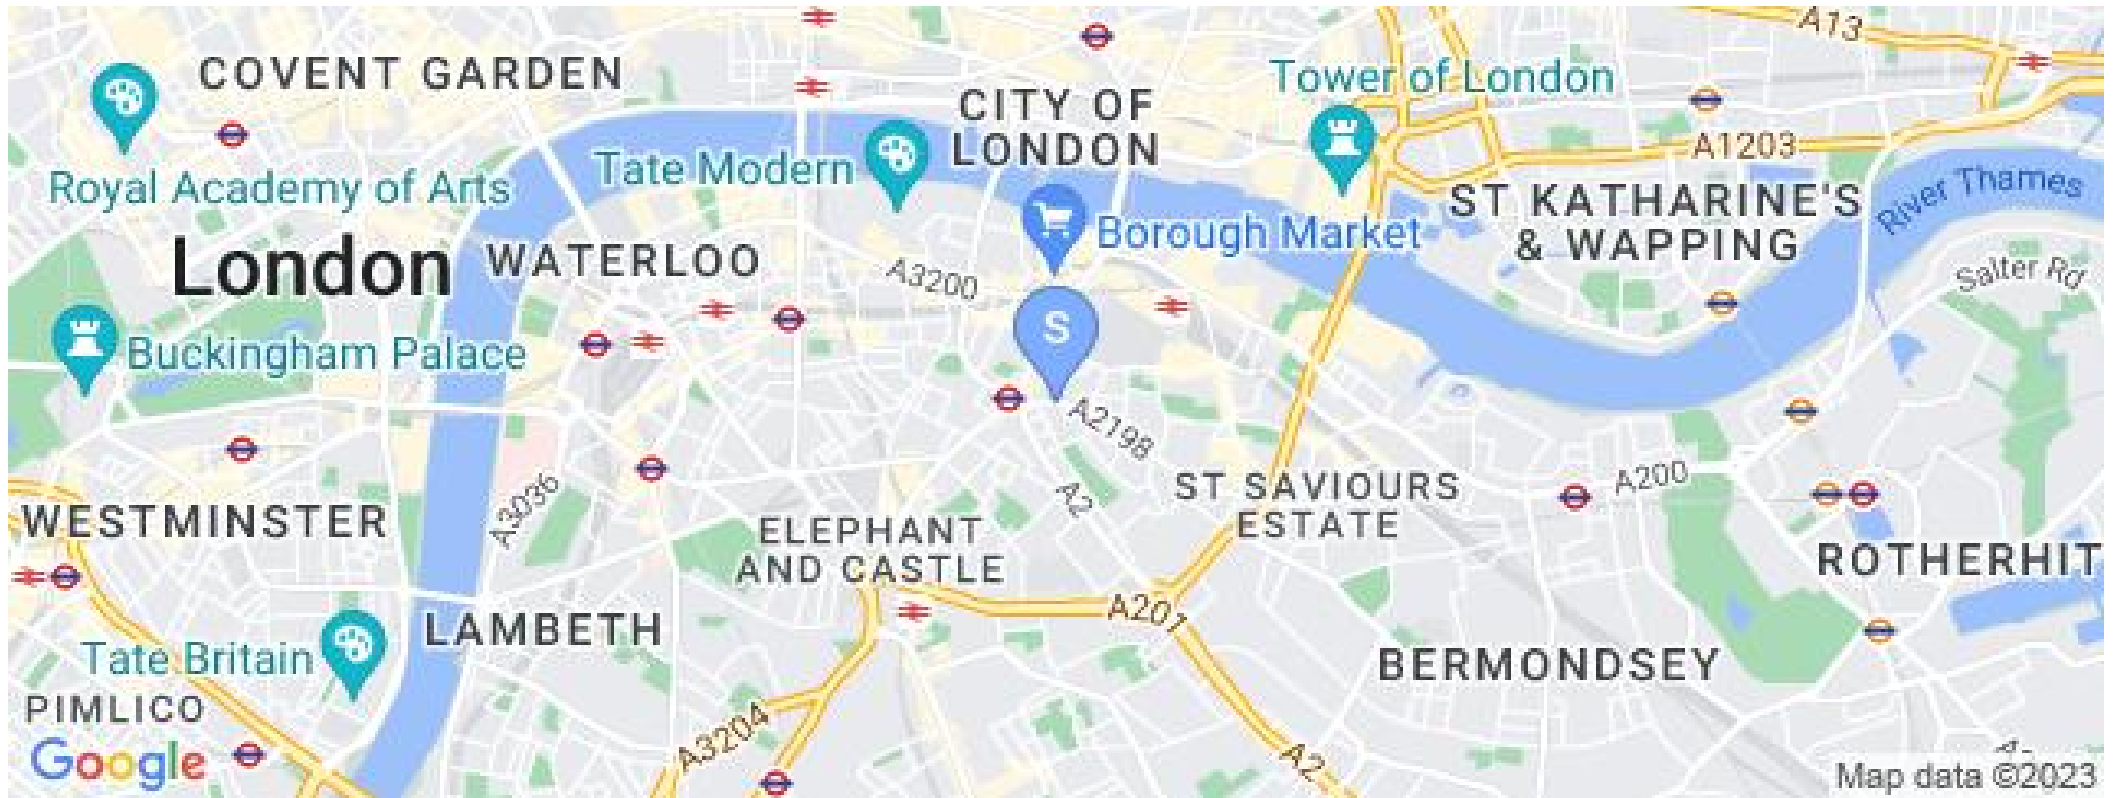 A13
COVENT GARDEN
Tower of London
CITY OF
LONDON
A1203
Tate Modern
Royal Academy of Arts
ST KATHARINE'S
& WAPPING
River Thames
London
WATERLOO
Borough Market
A3200
Salter Rd
S
Buckingham Palace
A2198
A200
A3036
A2
ST SAVIOURS
ESTATE
WESTMINSTER
ELEPHANT
AND CASTLE
ROTHERHIT
A201
LAMBETH
Tate Britain
BERMONDSEY
PIMLICO
A3204
A2
Google
Map data ©2023